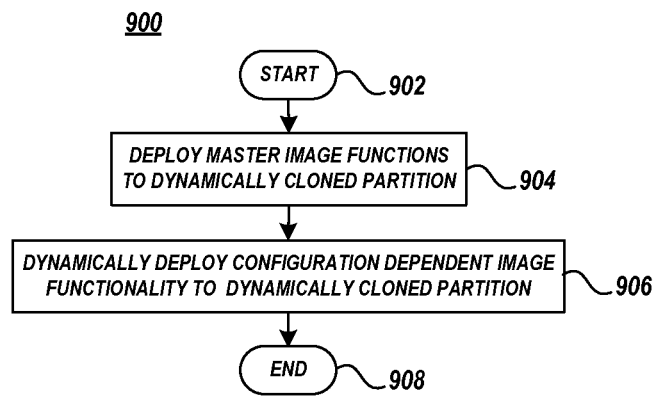 900
START
902
DEPLOY MASTER IMAGE FUNCTIONS
TO DYNAMICALLY CLONED PARTITION
904
DYNAMICALLY DEPLOY CONFIGURATION DEPENDENT IMAGE
FUNCTIONALITY TO DYNAMICALLY CLONED PARTITION
906
END
908